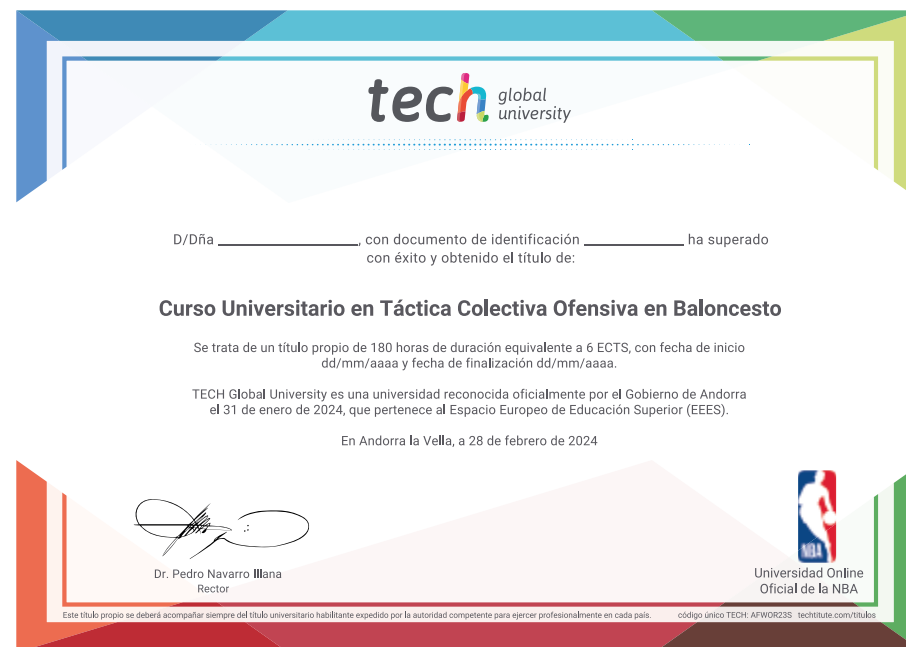 tech global university
D/Dña ____________________, con documento de identificación ______________ ha superado
con éxito y obtenido el título de:
Curso Universitario en Táctica Colectiva Ofensiva en Baloncesto
Se trata de un título propio de 180 horas de duración equivalente a 6 ECTS, con fecha de inicio
dd/mm/aaaa y fecha de finalización dd/mm/aaaa.
TECH Global University es una universidad reconocida oficialmente por el Gobierno de Andorra
el 31 de enero de 2024, que pertenece al Espacio Europeo de Educación Superior (EEES).
En Andorra la Vella, a 28 de febrero de 2024
Dr. Pedro Navarro Illana
Rector
NBA
Universidad Online
Oficial de la NBA
Este título propio se deberá acompañar siempre del título universitario habilitante expedido por la autoridad competente para ejercer profesionalmente en cada país.
código único TECH: AFWOR23S techtitute.com/titulos